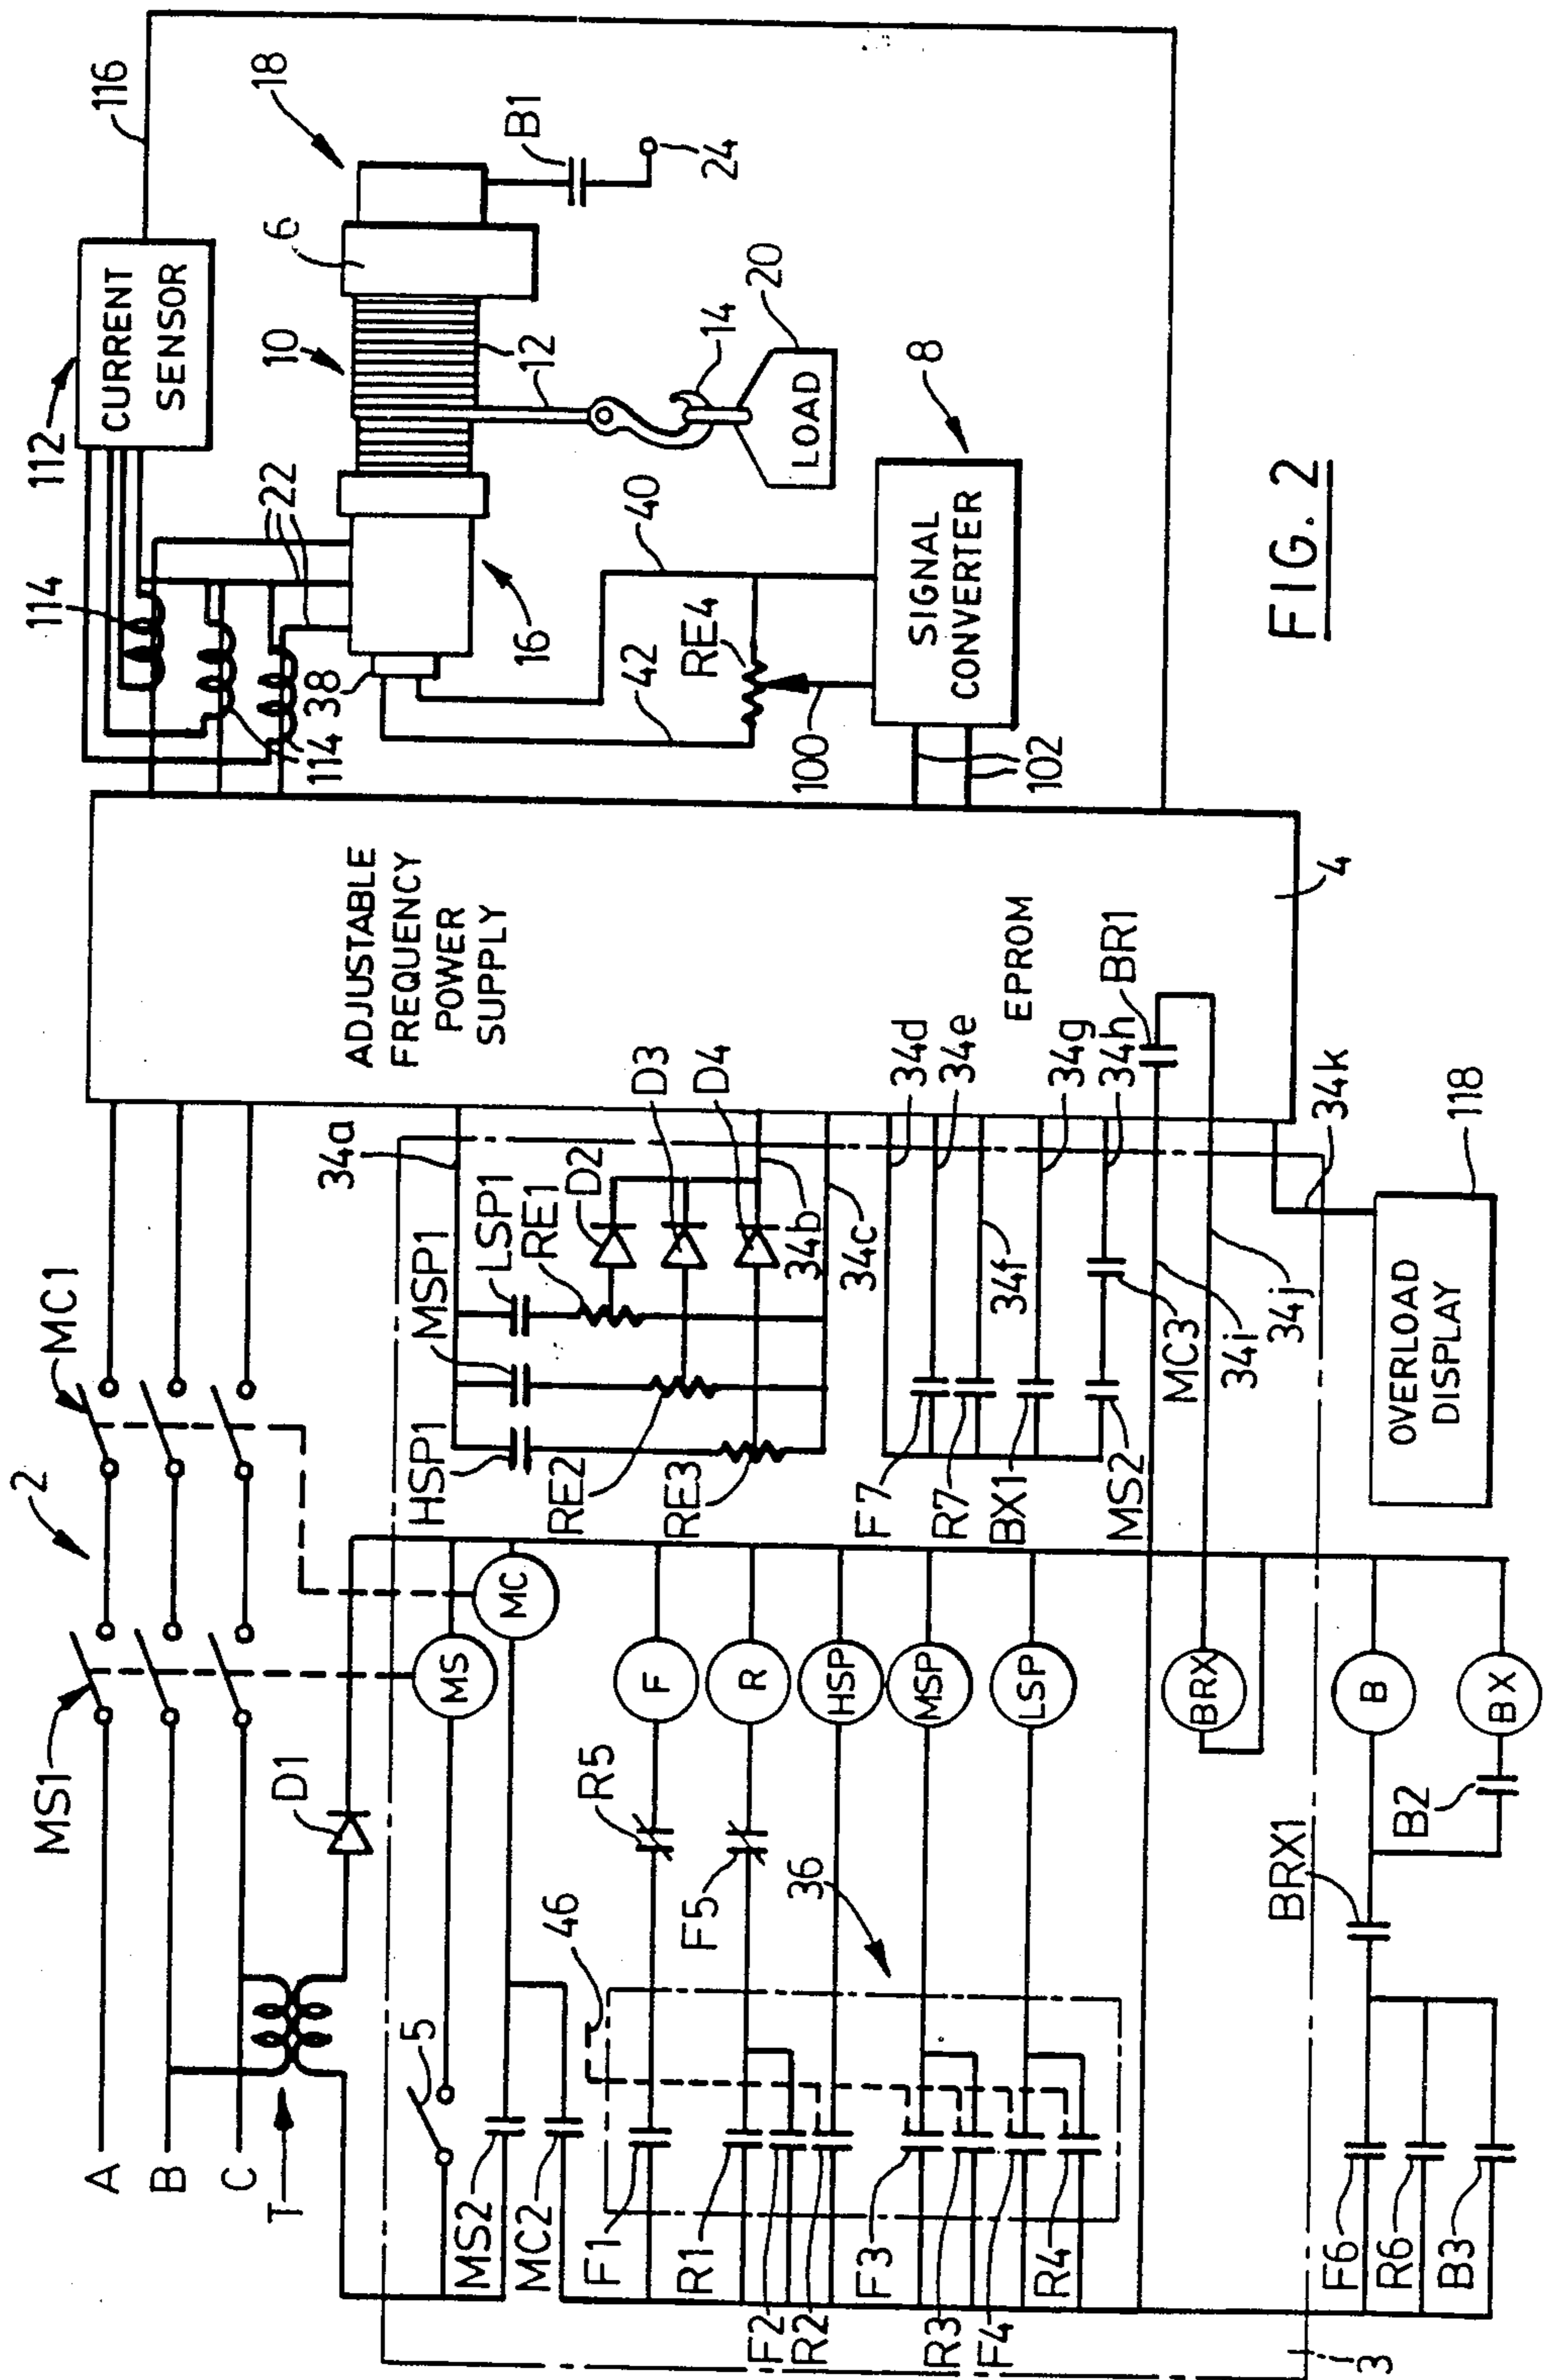 A
B
C
T
MS1
2
MC1
D1
5
MS
MC
MS2
MC2
46
F1
R1
F2
R2
F3
R3
F4
R4
36
R5
F5
F
R
HSP
MSP
LSP
BRX
B
BX
B2
BRX1
F6
R6
B3
3
34a
HSP1
MSP1
LSP1
RE1
RE2
RE3
D2
D3
D4
34b
34c
F7
R7
BX1
MS2
MC3
34d
34e
34f
34g
34h
34i
34j
34k
BR1
OVERLOAD
DISPLAY
118
ADJUSTABLE
FREQUENCY
POWER
SUPPLY
EPROM
4
114
114
112
CURRENT
SENSOR
116
22
38
16
10
12
12
6
18
B1
24
14
20
LOAD
42
40
RE4
100
102
SIGNAL
CONVERTER
8
FIG. 2